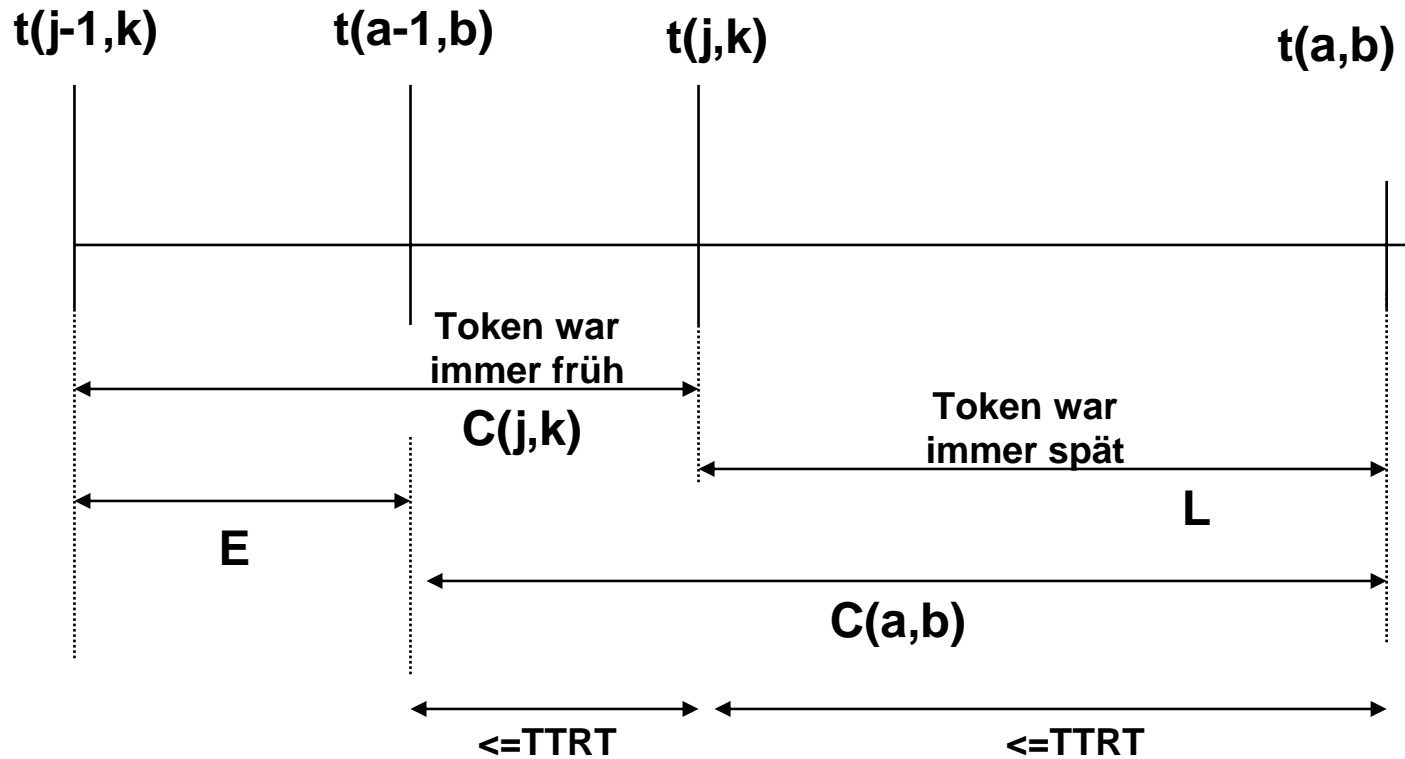 t(j-1,k) t(a-1,b) t(j,k) t(a,b)
Token war
immer früh
C(j,k)
Token war
immer spät
L
E
C(a,b)
<=TTRT <=TTRT